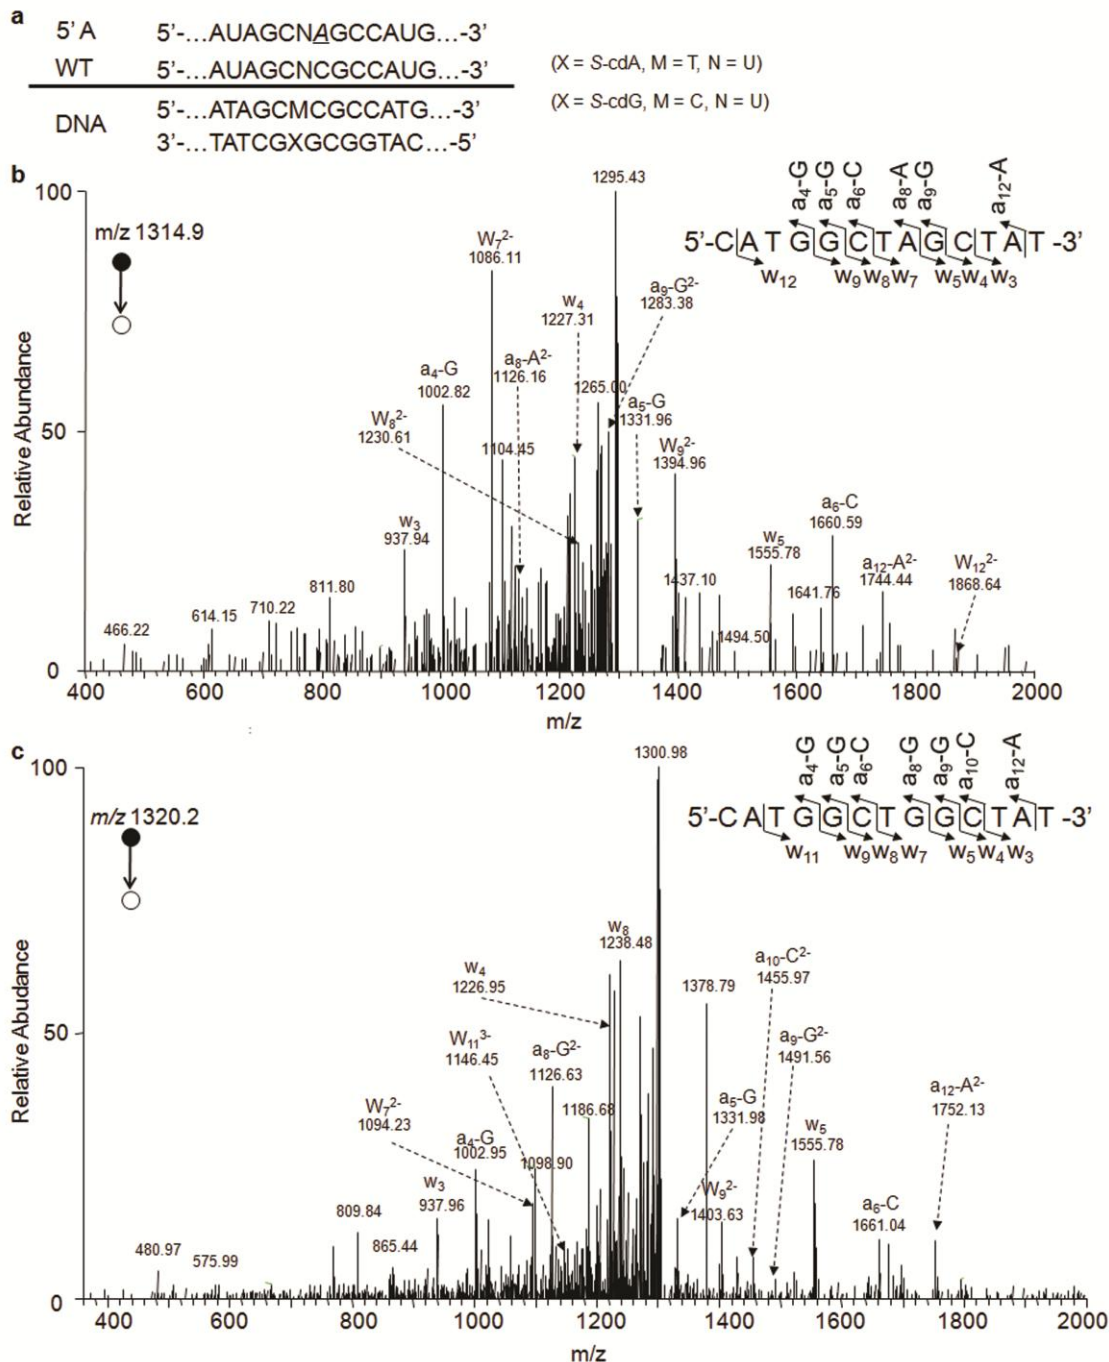 a
5' A 5'-...AUAGCNAGCCAUG...-3'
WT 5'-...AUAGCNCGCCAUG...-3'
(X = S-cdA, M = T, N = U)
(X = S-cdG, M = C, N = U)
DNA
5'-...ATAGCMCGCCATG...-3'
3'-...TATCGXGCGGTAC...-5'
b
100
50
0
Relative Abundance
m/z 1314.9
1295.43
W7 2-
1086.11
w4
1227.31
a9-G2-
1283.38
a8-A2-
1126.16
a4-G
1002.82
W8 2-
1230.61
1104.45
1265.00
a5-G
1331.96
W9 2-
1394.96
w3
937.94
w5
1555.78
a6-C
1660.59
a12-A2-
1744.44
W12 2-
1868.64
466.22
614.15
710.22
811.80
1437.10
1494.50
1641.76
a4-G a5-G a6-C a8-A a9-G a12-A
5'-CATGGCTAGCTAT-3'
w12 w9 w8 w7 w5 w4 w3
400 600 800 1000 1200 1400 1600 1800 2000
m/z
:
c
100
50
0
Relative Abudance
m/z 1320.2
1300.98
w8
1238.48
w4
1226.95
W11 3-
1146.45
a8-G2-
1126.63
W7 2-
1094.23
a4-G
1002.95
1098.90
1186.68
w3
937.96
1378.79
a10-C2-
1455.97
a9-G2-
1491.56
a5-G
1331.98
W9 2-
1403.63
w5
1555.78
a6-C
1661.04
a12-A2-
1752.13
480.97
575.99
809.84
865.44
a4-G a5-G a6-C a8-G a9-G a10-C a12-A
5'-CATGGCTGGCTAT-3'
w11 w9 w8 w7 w5 w4 w3
400 600 800 1000 1200 1400 1600 1800 2000
m/z